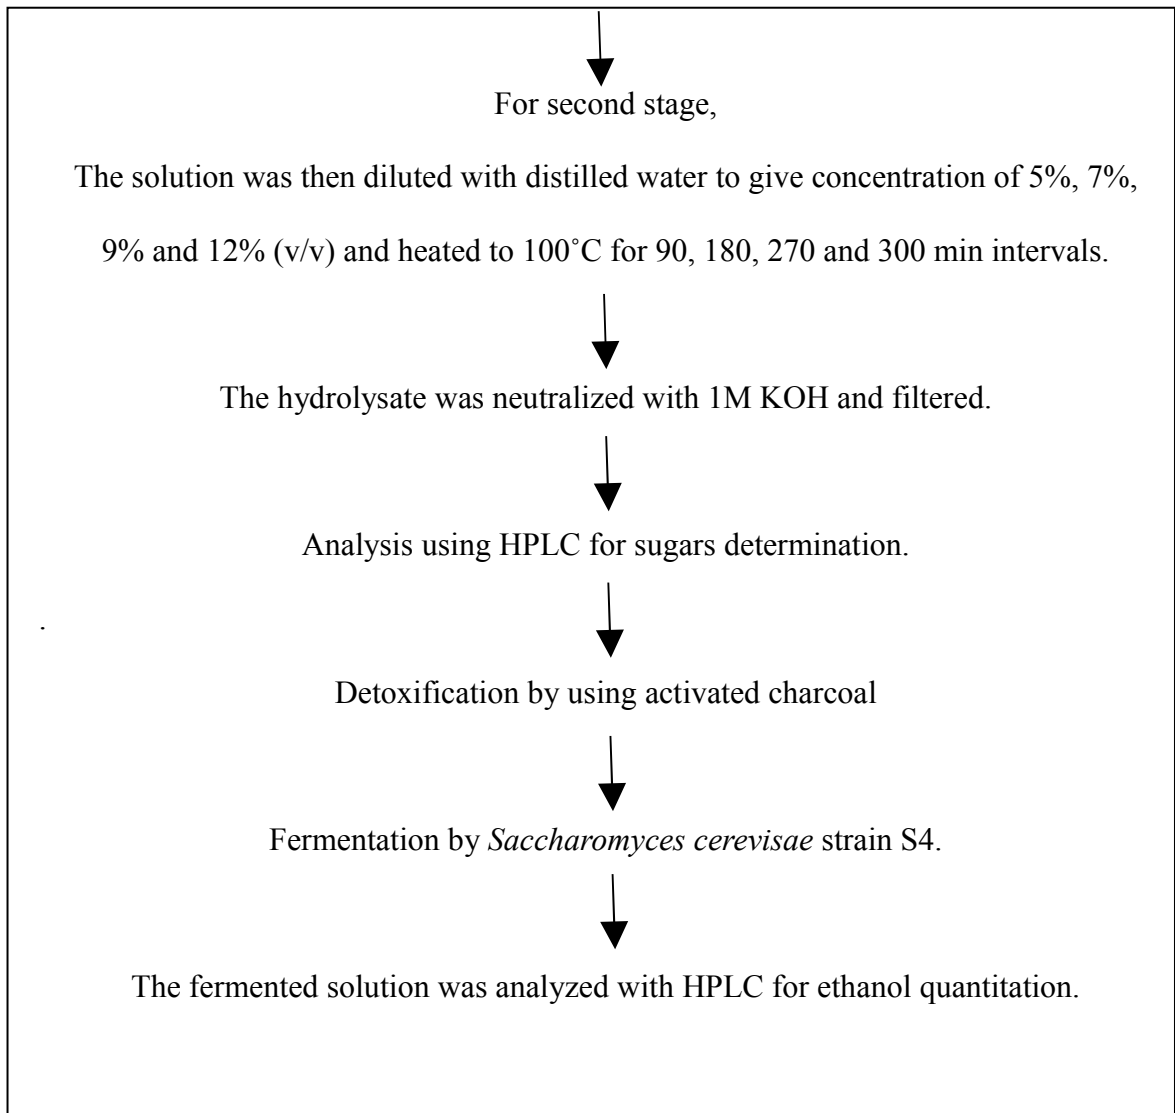 For second stage,
The solution was then diluted with distilled water to give concentration of 5%, 7%,
9% and 12% (v/v) and heated to 100˚C for 90, 180, 270 and 300 min intervals.
The hydrolysate was neutralized with 1M KOH and filtered.
Analysis using HPLC for sugars determination.
.
Detoxification by using activated charcoal
Fermentation by Saccharomyces cerevisae strain S4.
The fermented solution was analyzed with HPLC for ethanol quantitation.